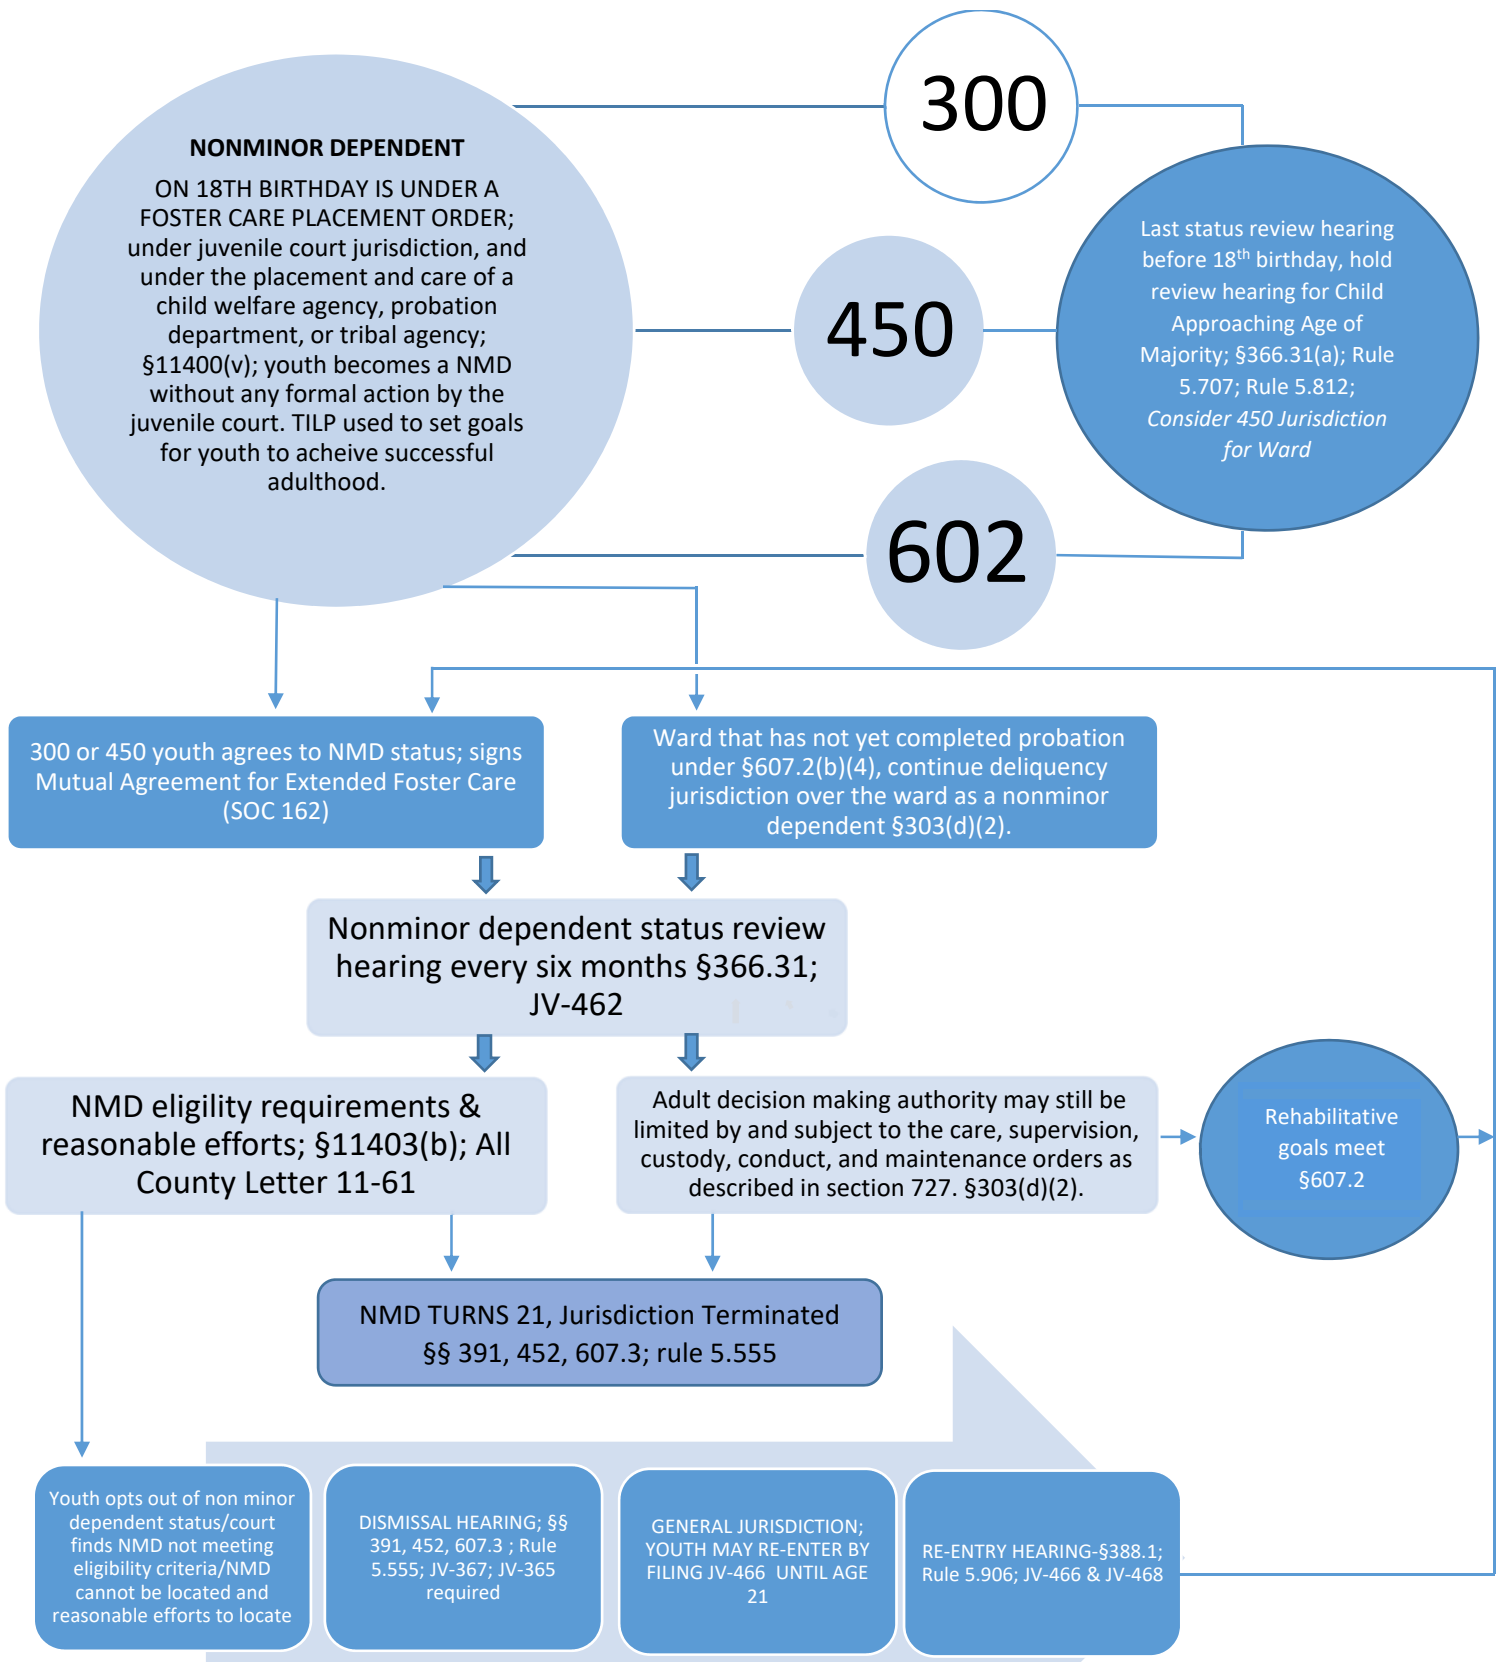 300
NONMINOR DEPENDENT
ON 18TH BIRTHDAY IS UNDER A
FOSTER CARE PLACEMENT ORDER;
under juvenile court jurisdiction, and
under the placement and care of a
child welfare agency, probation
department, or tribal agency;
§11400(v); youth becomes a NMD
without any formal action by the
juvenile court. TILP used to set goals
for youth to acheive successful
adulthood.
450
Last status review hearing
before 18th birthday, hold
review hearing for Child
Approaching Age of
Majority; §366.31(a); Rule
5.707; Rule 5.812;
Consider 450 Jurisdiction
for Ward
602
300 or 450 youth agrees to NMD status; signs
Mutual Agreement for Extended Foster Care
(SOC 162)
Ward that has not yet completed probation
under §607.2(b)(4), continue deliquency
jurisdiction over the ward as a nonminor
dependent §303(d)(2).
Nonminor dependent status review
hearing every six months §366.31;
JV-462
NMD eligility requirements &
reasonable efforts; §11403(b); All
County Letter 11-61
Adult decision making authority may still be
limited by and subject to the care, supervision,
custody, conduct, and maintenance orders as
described in section 727. §303(d)(2).
Rehabilitative
goals meet
§607.2
NMD TURNS 21, Jurisdiction Terminated
§§ 391, 452, 607.3; rule 5.555
Youth opts out of non minor
dependent status/court
finds NMD not meeting
eligibility criteria/NMD
cannot be located and
reasonable efforts to locate
DISMISSAL HEARING; §§
391, 452, 607.3 ; Rule
5.555; JV-367; JV-365
required
GENERAL JURISDICTION;
YOUTH MAY RE-ENTER BY
FILING JV-466 UNTIL AGE
21
RE-ENTRY HEARING-§388.1;
Rule 5.906; JV-466 & JV-468